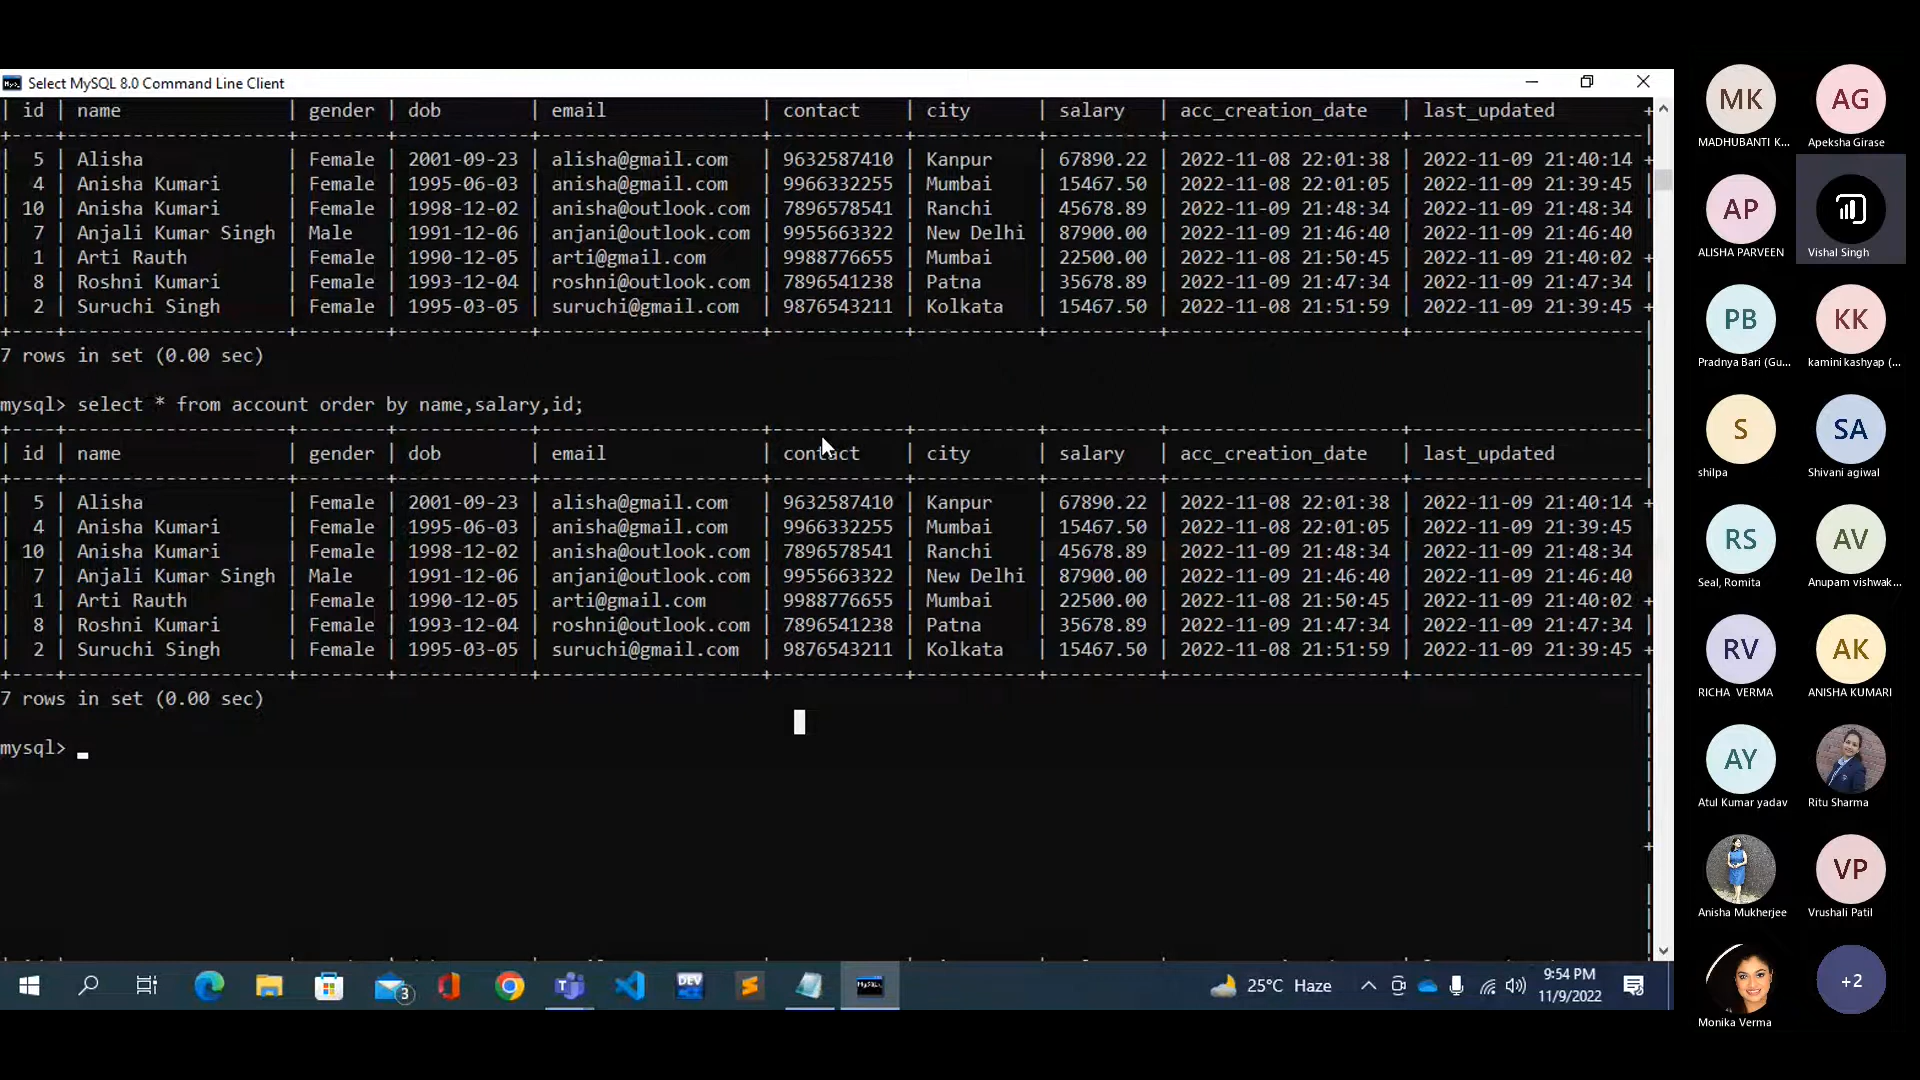 Select MySQL 8.0 Command Line Client
| id | name | gender | dob | email | contact | city | salary | acc_creation_date | last_updated
| 5 | Alisha | Female | 2001-09-23 | alisha@gmail.com | 9632587410 | Kanpur | 67890.22 | 2022-11-08 22:01:38 | 2022-11-09 21:40:14
| 4 | Anisha Kumari | Female | 1995-06-03 | anisha@gmail.com | 9966332255 | Mumbai | 15467.50 | 2022-11-08 22:01:05 | 2022-11-09 21:39:45
| 10 | Anisha Kumari | Female | 1998-12-02 | anisha@outlook.com | 7896578541 | Ranchi | 45678.89 | 2022-11-09 21:48:34 | 2022-11-09 21:48:34
| 7 | Anjali Kumar Singh | Male | 1991-12-06 | anjani@outlook.com | 9955663322 | New Delhi | 87900.00 | 2022-11-09 21:46:40 | 2022-11-09 21:46:40
| 1 | Arti Rauth | Female | 1990-12-05 | arti@gmail.com | 9988776655 | Mumbai | 22500.00 | 2022-11-08 21:50:45 | 2022-11-09 21:40:02
| 8 | Roshni Kumari | Female | 1993-12-04 | roshni@outlook.com | 7896541238 | Patna | 35678.89 | 2022-11-09 21:47:34 | 2022-11-09 21:47:34
| 2 | Suruchi Singh | Female | 1995-03-05 | suruchi@gmail.com | 9876543211 | Kolkata | 15467.50 | 2022-11-08 21:51:59 | 2022-11-09 21:39:45
7 rows in set (0.00 sec)
mysql> select * from account order by name,salary,id;
| id | name | gender | dob | email | contact | city | salary | acc_creation_date | last_updated
| 5 | Alisha | Female | 2001-09-23 | alisha@gmail.com | 9632587410 | Kanpur | 67890.22 | 2022-11-08 22:01:38 | 2022-11-09 21:40:14
| 4 | Anisha Kumari | Female | 1995-06-03 | anisha@gmail.com | 9966332255 | Mumbai | 15467.50 | 2022-11-08 22:01:05 | 2022-11-09 21:39:45
| 10 | Anisha Kumari | Female | 1998-12-02 | anisha@outlook.com | 7896578541 | Ranchi | 45678.89 | 2022-11-09 21:48:34 | 2022-11-09 21:48:34
| 7 | Anjali Kumar Singh | Male | 1991-12-06 | anjani@outlook.com | 9955663322 | New Delhi | 87900.00 | 2022-11-09 21:46:40 | 2022-11-09 21:46:40
| 1 | Arti Rauth | Female | 1990-12-05 | arti@gmail.com | 9988776655 | Mumbai | 22500.00 | 2022-11-08 21:50:45 | 2022-11-09 21:40:02
| 8 | Roshni Kumari | Female | 1993-12-04 | roshni@outlook.com | 7896541238 | Patna | 35678.89 | 2022-11-09 21:47:34 | 2022-11-09 21:47:34
| 2 | Suruchi Singh | Female | 1995-03-05 | suruchi@gmail.com | 9876543211 | Kolkata | 15467.50 | 2022-11-08 21:51:59 | 2022-11-09 21:39:45
7 rows in set (0.00 sec)
mysql>
3
DEV
25°C Haze
9:54 PM
11/9/2022
MK AG
MADHUBANTI K... Apeksha Girase
AP
ALISHA PARVEEN Vishal Singh
PB KK
Pradnya Bari (Gu... kamini kashyap (...
S SA
shilpa Shivani agiwal
RS AV
Seal, Romita Anupam vishwak...
RV AK
RICHA VERMA ANISHA KUMARI
AY
Atul Kumar yadav Ritu Sharma
VP
Anisha Mukherjee Vrushali Patil
+2
Monika Verma